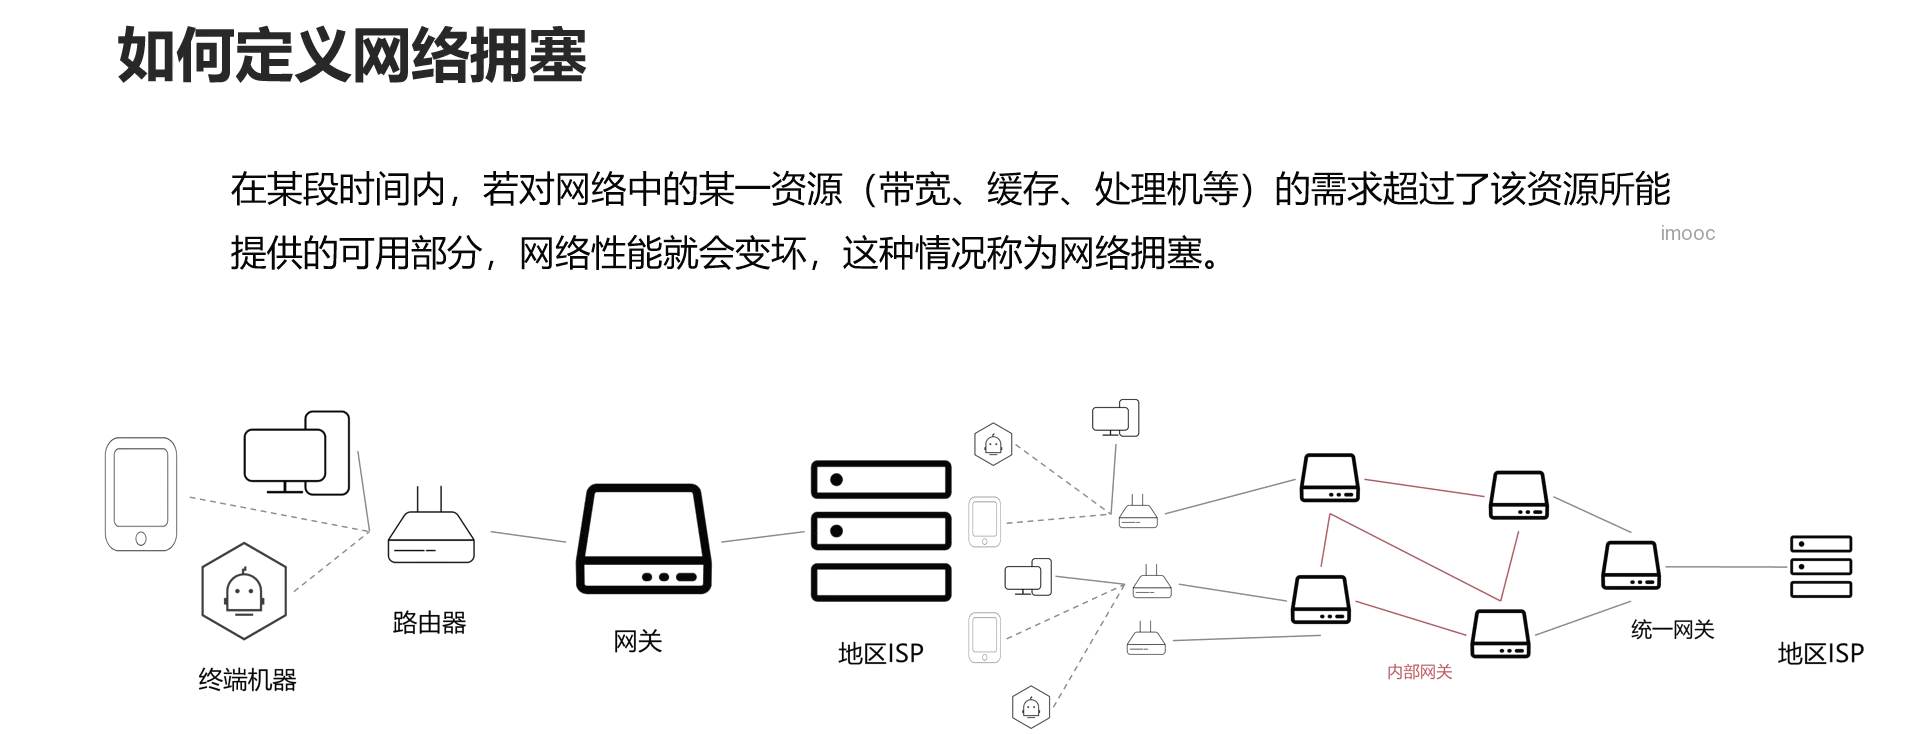 如何定义网络拥塞
在某段时间内，若对网络中的某一资源（带宽、缓存、处理机等）的需求超过了该资源所能
提供的可用部分，网络性能就会变坏，这种情况称为网络拥塞。
imooc
终端机器
路由器
网关
地区ISP
内部网关
统一网关
地区ISP